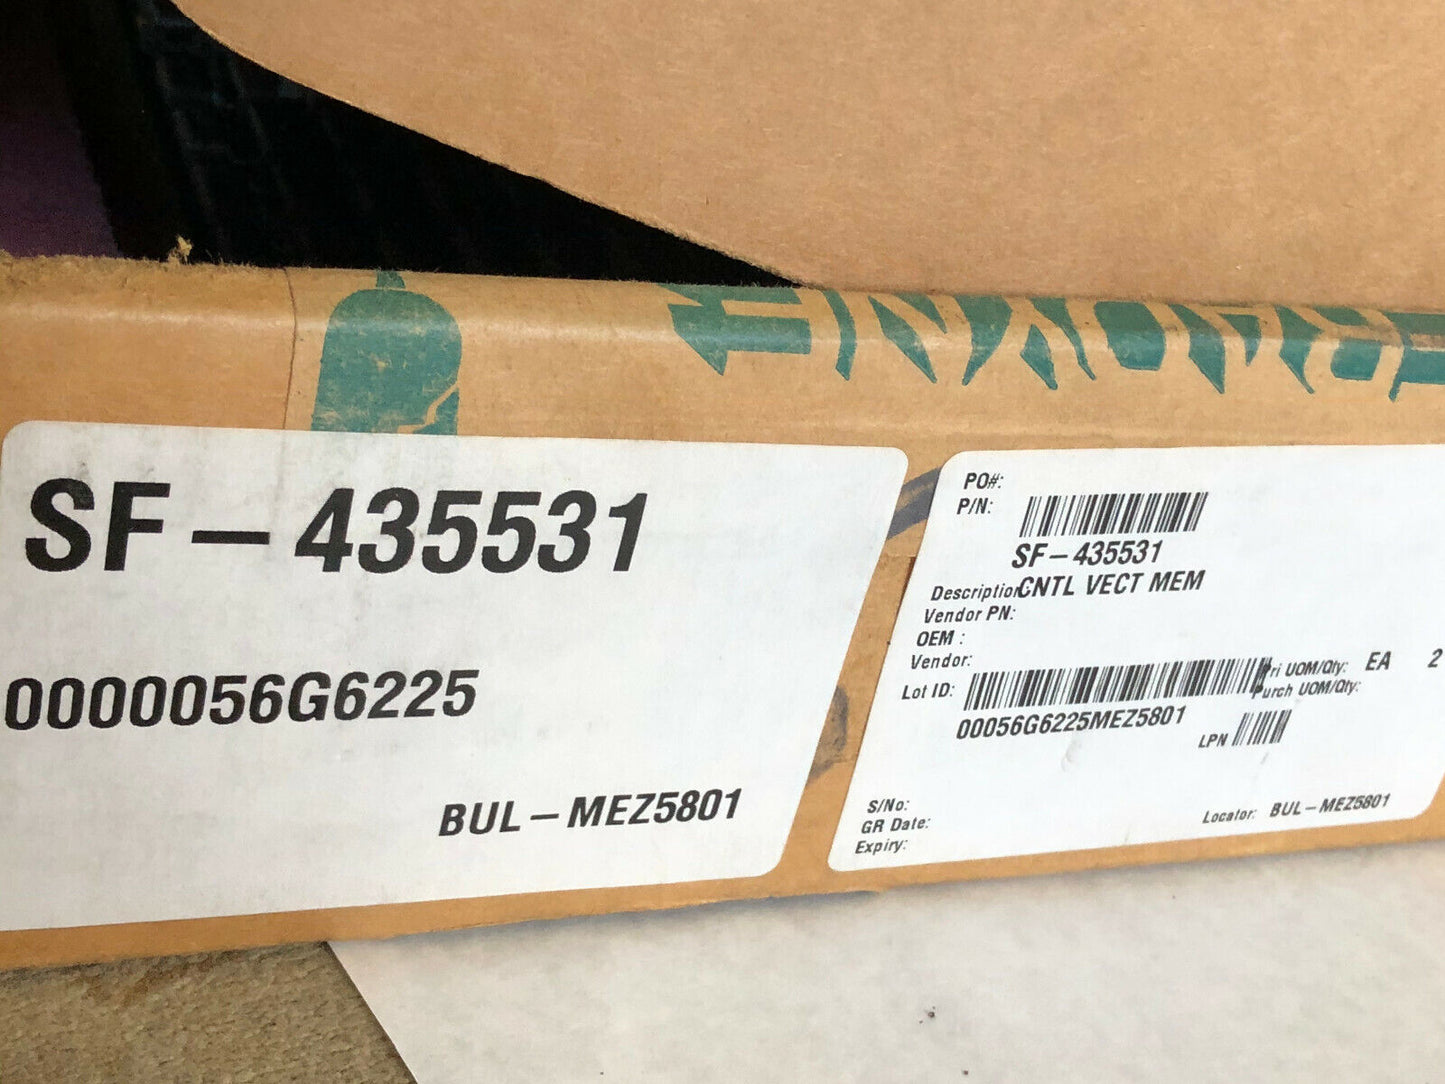 SF-435531
0000056G6225
BUL-MEZ5801
PO#:
P/N:
SF-435531
Description: CNTL VECT MEM
Vendor PN:
OEM :
Vendor:
Lot ID: Pri UOM/Qty: EA 2
Purch UOM/Qty:
00056G6225MEZ5801
LPN
S/No:
GR Date:
Expiry:
Locator: BUL-MEZ5801